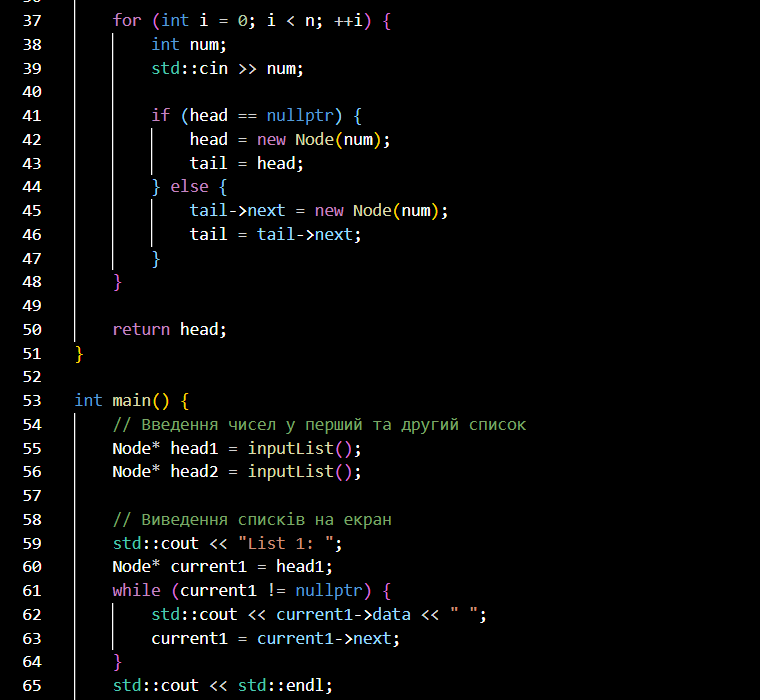 37 for (int i = 0; i < n; ++i) {
38 int num;
39 std::cin >> num;
40
41 if (head == nullptr) {
42 head = new Node(num);
43 tail = head;
44 } else {
45 tail->next = new Node(num);
46 tail = tail->next;
47 }
48 }
49
50 return head;
51 }
52
53 int main() {
54 // Введення чисел у перший та другий список
55 Node* head1 = inputList();
56 Node* head2 = inputList();
57
58 // Виведення списків на екран
59 std::cout << "List 1: ";
60 Node* current1 = head1;
61 while (current1 != nullptr) {
62 std::cout << current1->data << " ";
63 current1 = current1->next;
64 }
65 std::cout << std::endl;